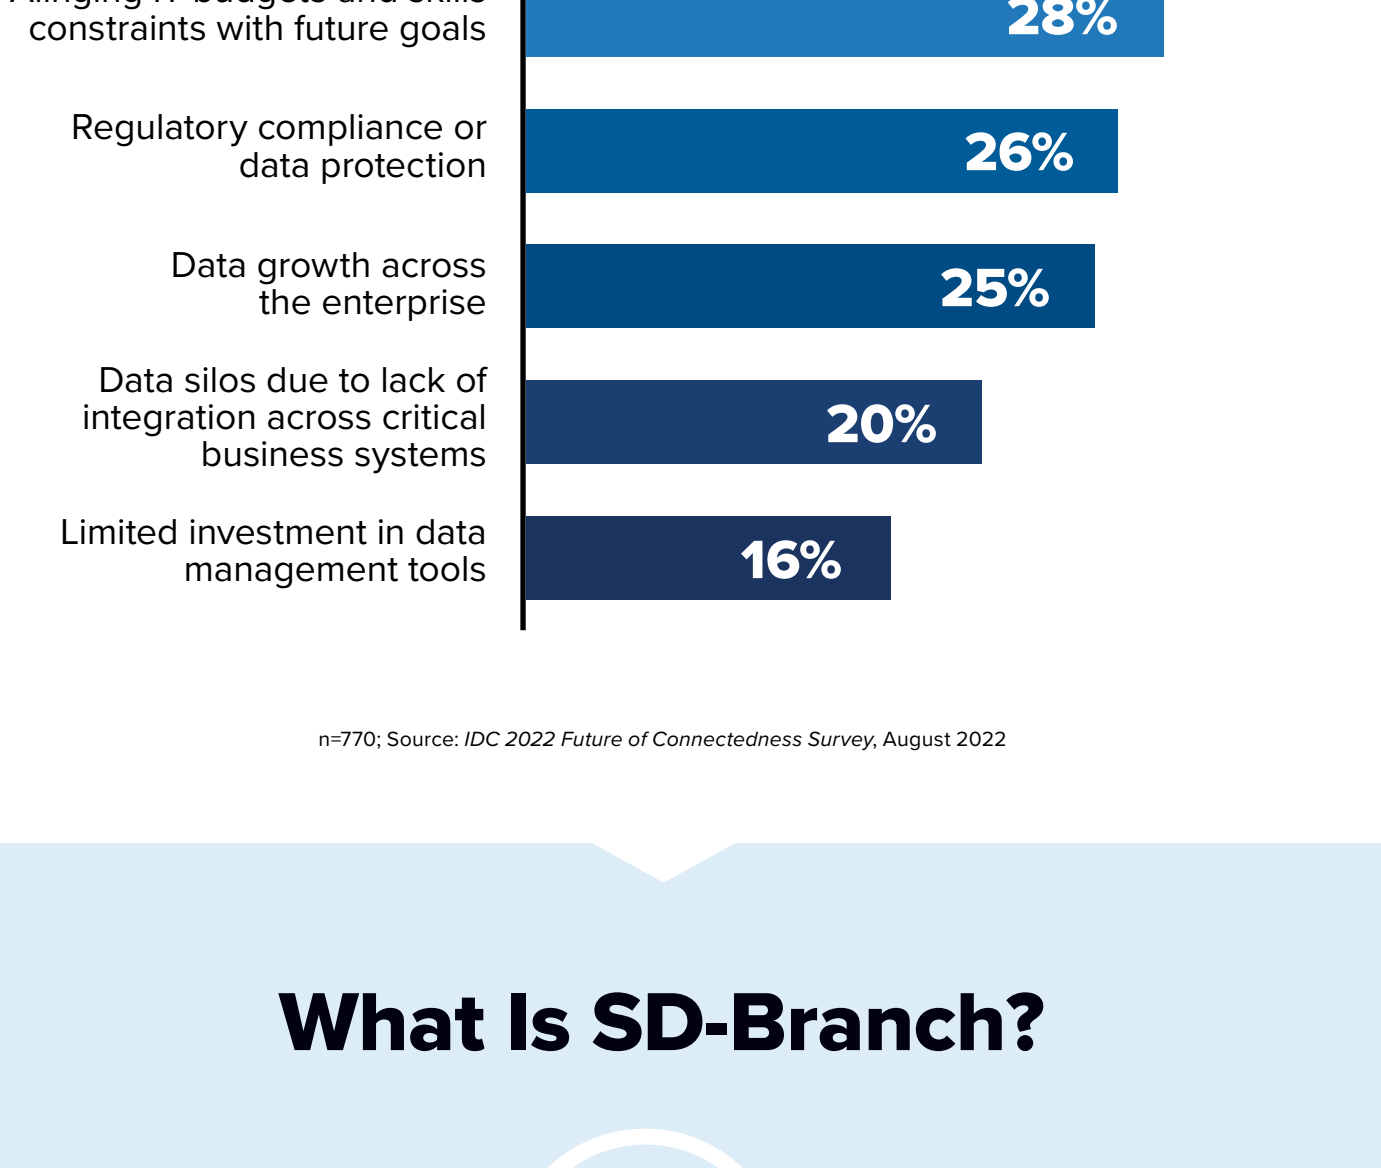 constraints with future goals
28%
Regulatory compliance or
data protection
26%
Data growth across
the enterprise
25%
Data silos due to lack of
integration across critical
business systems
20%
Limited investment in data
management tools
16%
n=770; Source: IDC 2022 Future of Connectedness Survey, August 2022
What Is SD-Branch?